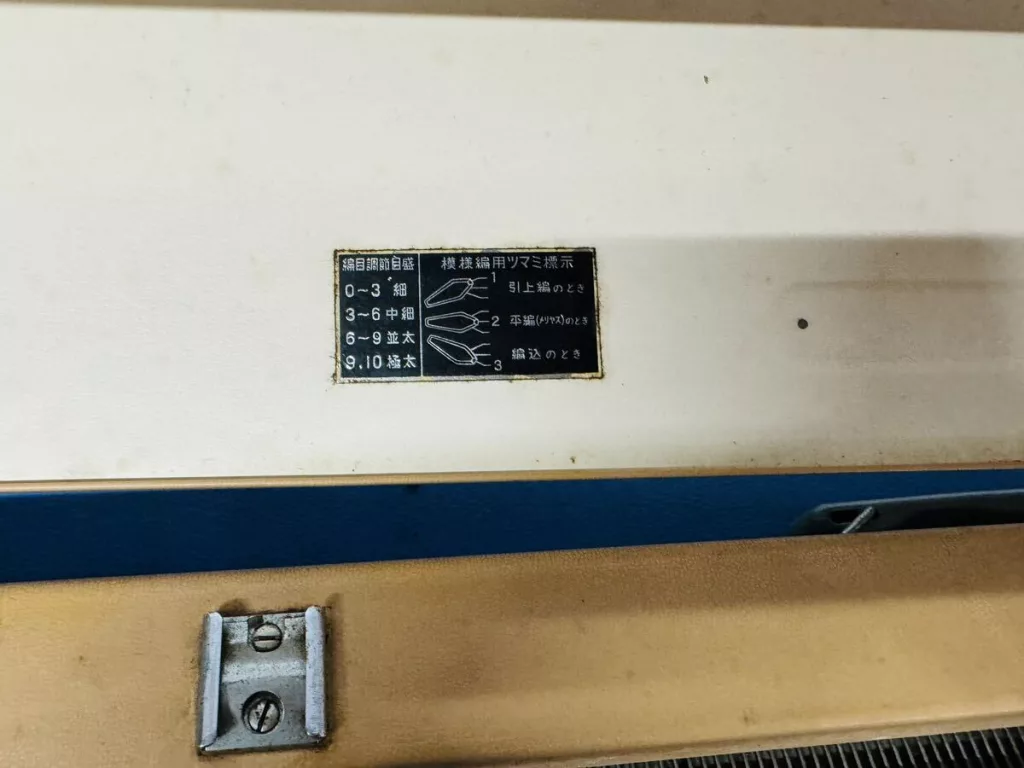 編目調節目盛
0～3 細
3～6 中細
6～9 並太
9,10 極太
模様編用ツマミ標示
1 引上編のとき
2 平編(メリヤス)のとき
3 編込のとき